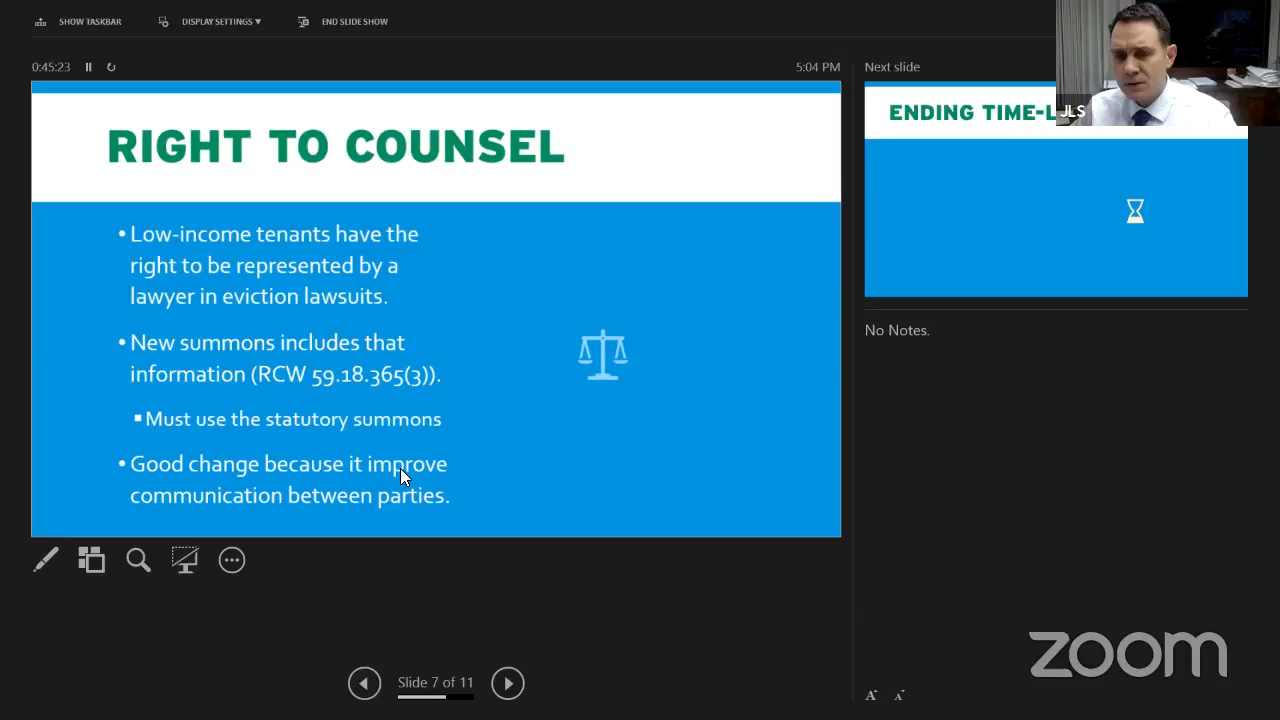 SHOW TASKBAR DISPLAY SETTINGS ▾ END SLIDE SHOW
0:45:23 5:04 PM Next slide
RIGHT TO COUNSEL
• Low-income tenants have the
right to be represented by a
lawyer in eviction lawsuits.
• New summons includes that
information (RCW 59.18.365(3)).
▪ Must use the statutory summons
• Good change because it improve
communication between parties.
ENDING TIME-L
JLS
No Notes.
Slide 7 of 11
A A
zoom